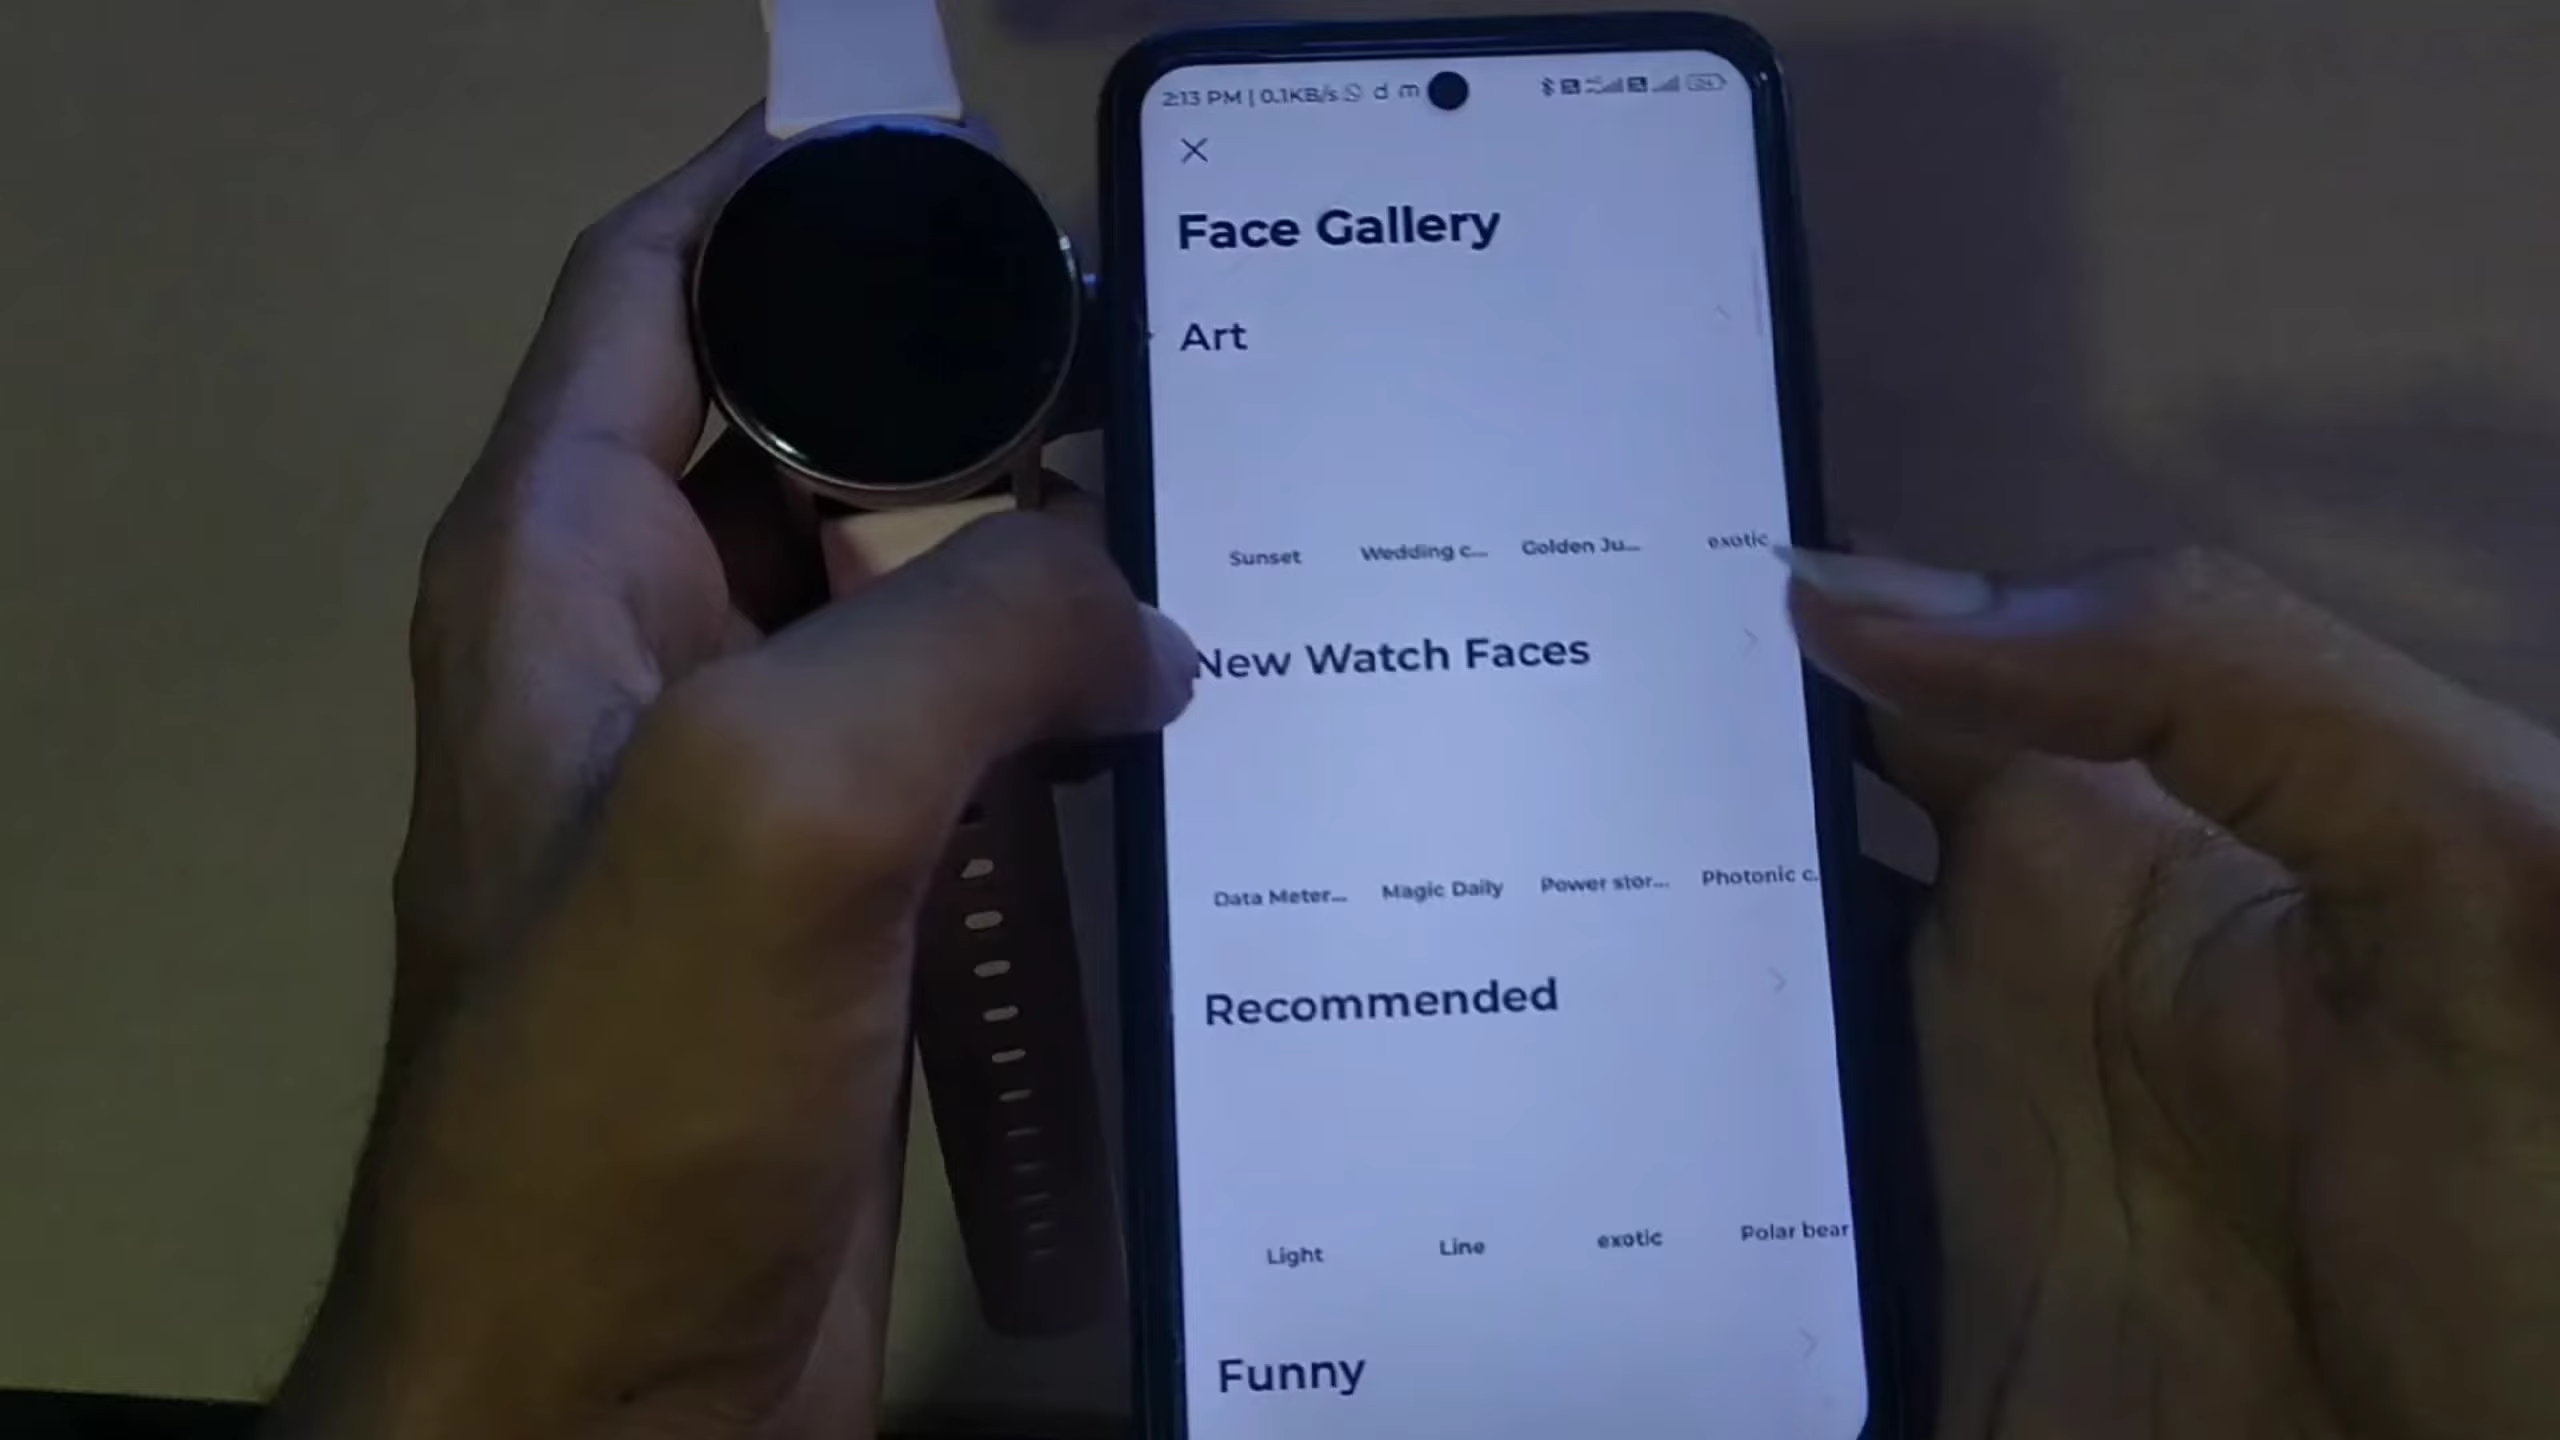 2:13 PM | 0.1KB/s
Face Gallery
Art
Sunset Wedding c... Golden Ju... exotic
New Watch Faces
Data Meter... Magic Daily Power stor... Photonic c.
Recommended
Light Line exotic Polar bear
Funny